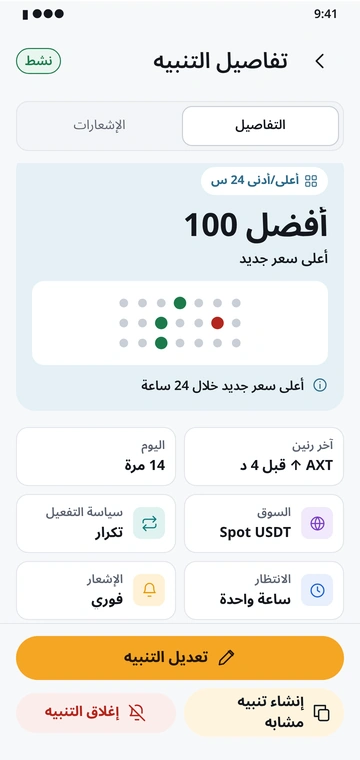 9:41
تفاصيل التنبيه
نشط
التفاصيل
الإشعارات
أعلى/أدنى 24 س
أفضل 100
أعلى سعر جديد
أعلى سعر جديد خلال 24 ساعة
آخر رنين
AXT ↑ قبل 4 د
اليوم
14 مرة
السوق
Spot USDT
سياسة التفعيل
تكرار
الانتظار
ساعة واحدة
الإشعار
فوري
تعديل التنبيه
إنشاء تنبيه
مشابه
إغلاق التنبيه